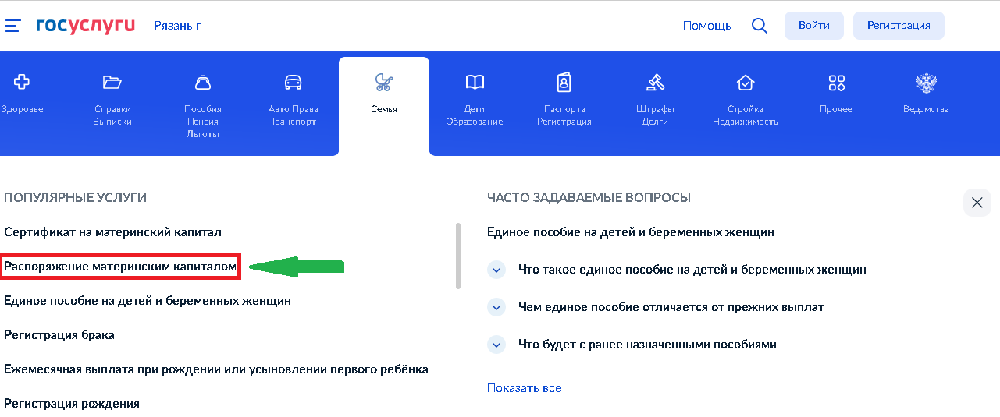 госуслуги Рязань г Помощь Войти Регистрация
Здоровье
Справки
Выписки
Пособия
Пенсия
Льготы
Авто Права
Транспорт
Семья
Дети
Образование
Паспорта
Регистрация
Штрафы
Долги
Стройка
Недвижимость
Прочее
Ведомства
ПОПУЛЯРНЫЕ УСЛУГИ
Сертификат на материнский капитал
Распоряжение материнским капиталом
Единое пособие на детей и беременных женщин
Регистрация брака
Ежемесячная выплата при рождении или усыновлении первого ребёнка
Регистрация рождения
ЧАСТО ЗАДАВАЕМЫЕ ВОПРОСЫ
Единое пособие на детей и беременных женщин
Что такое единое пособие на детей и беременных женщин
Чем единое пособие отличается от прежних выплат
Что будет с ранее назначенными пособиями
Показать все